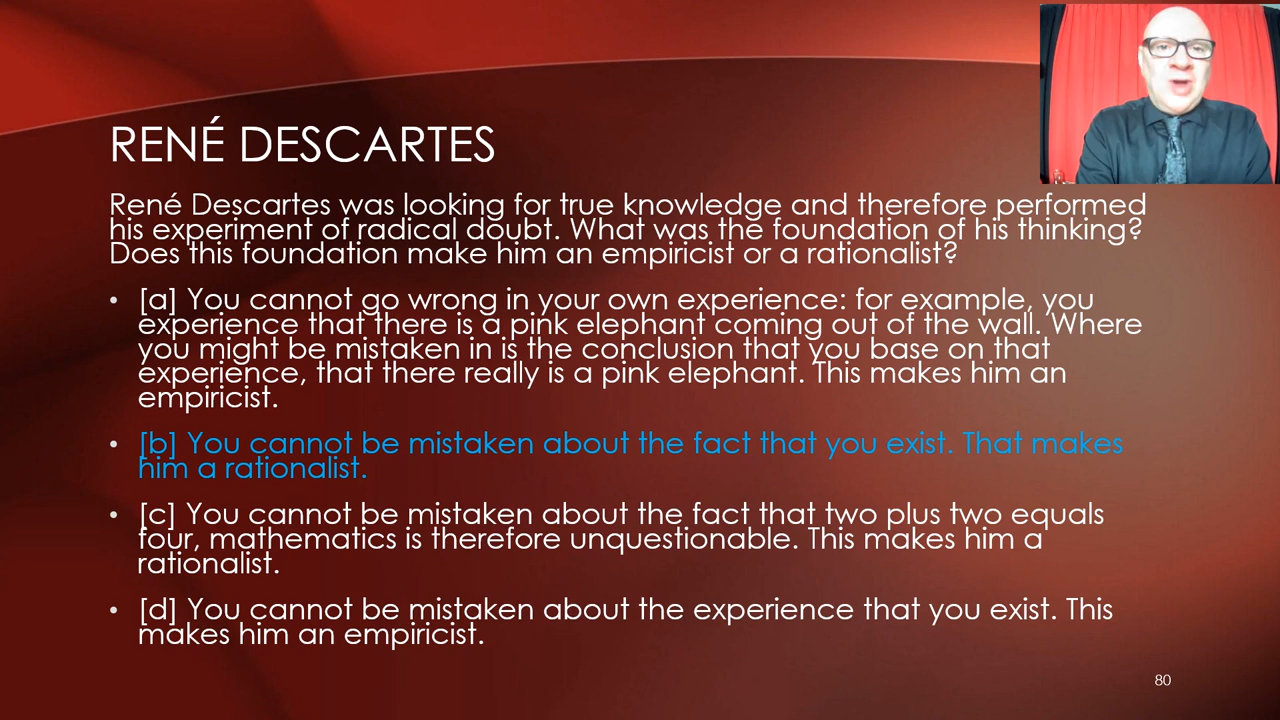 RENÉ DESCARTES
René Descartes was looking for true knowledge and therefore performed
his experiment of radical doubt. What was the foundation of his thinking?
Does this foundation make him an empiricist or a rationalist?
• [a] You cannot go wrong in your own experience: for example, you
experience that there is a pink elephant coming out of the wall. Where
you might be mistaken in is the conclusion that you base on that
experience, that there really is a pink elephant. This makes him an
empiricist.
• [b] You cannot be mistaken about the fact that you exist. That makes
him a rationalist.
• [c] You cannot be mistaken about the fact that two plus two equals
four, mathematics is therefore unquestionable. This makes him a
rationalist.
• [d] You cannot be mistaken about the experience that you exist. This
makes him an empiricist.
80